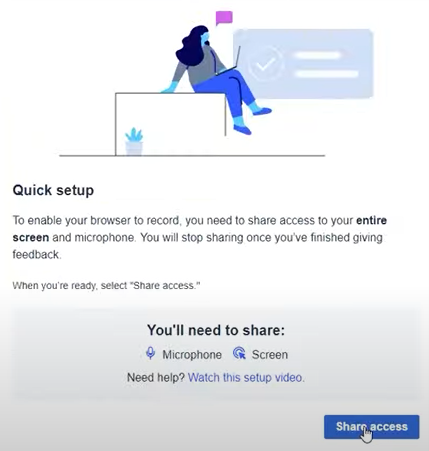 Quick setup
To enable your browser to record, you need to share access to your entire
screen and microphone. You will stop sharing once you've finished giving
feedback.
When you're ready, select "Share access."
You'll need to share:
Microphone Screen
Need help? Watch this setup video.
Share access